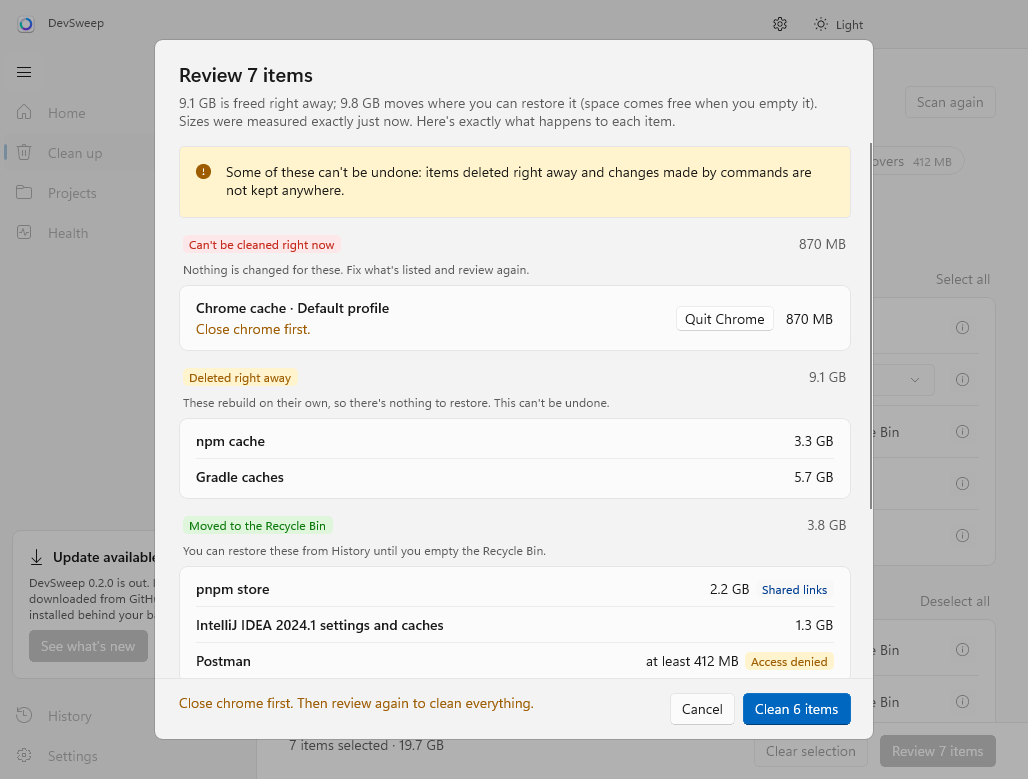 DevSweep
Light
Home
Clean up
Projects
Health
Scan again
overs 412 MB
Select all
e Bin
Deselect all
e Bin
e Bin
Update available
DevSweep 0.2.0 is out.
downloaded from GitHu
installed behind your ba
See what's new
History
Settings
7 items selected · 19.7 GB
Clear selection
Review 7 items
Review 7 items
9.1 GB is freed right away; 9.8 GB moves where you can restore it (space comes free when you empty it).
Sizes were measured exactly just now. Here's exactly what happens to each item.
Some of these can't be undone: items deleted right away and changes made by commands are
not kept anywhere.
Can't be cleaned right now 870 MB
Nothing is changed for these. Fix what's listed and review again.
Chrome cache · Default profile
Close chrome first.
Quit Chrome 870 MB
Deleted right away 9.1 GB
These rebuild on their own, so there's nothing to restore. This can't be undone.
npm cache 3.3 GB
Gradle caches 5.7 GB
Moved to the Recycle Bin 3.8 GB
You can restore these from History until you empty the Recycle Bin.
pnpm store 2.2 GB Shared links
IntelliJ IDEA 2024.1 settings and caches 1.3 GB
Postman at least 412 MB Access denied
Close chrome first. Then review again to clean everything.
Cancel
Clean 6 items